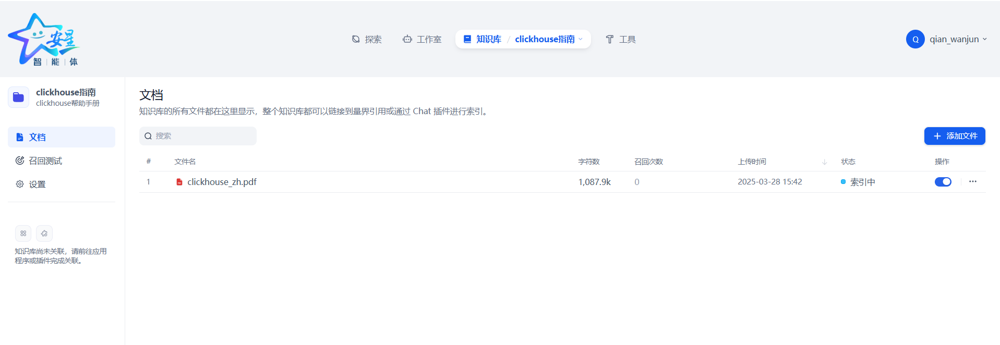 安星
智 | 能 | 体
探索
工作室
知识库 / clickhouse指南
工具
Q qian_wanjun
clickhouse指南
clickhouse帮助手册
文档
召回测试
设置
知识库尚未关联，请前往应用
程序或插件完成关联。
文档
知识库的所有文件都在这里显示，整个知识库都可以链接到量界引用或通过 Chat 插件进行索引。
搜索
添加文件
# 文件名 字符数 召回次数 上传时间 ↓ 状态 操作
1 clickhouse_zh.pdf 1,087.9k 0 2025-03-28 15:42 索引中 ···